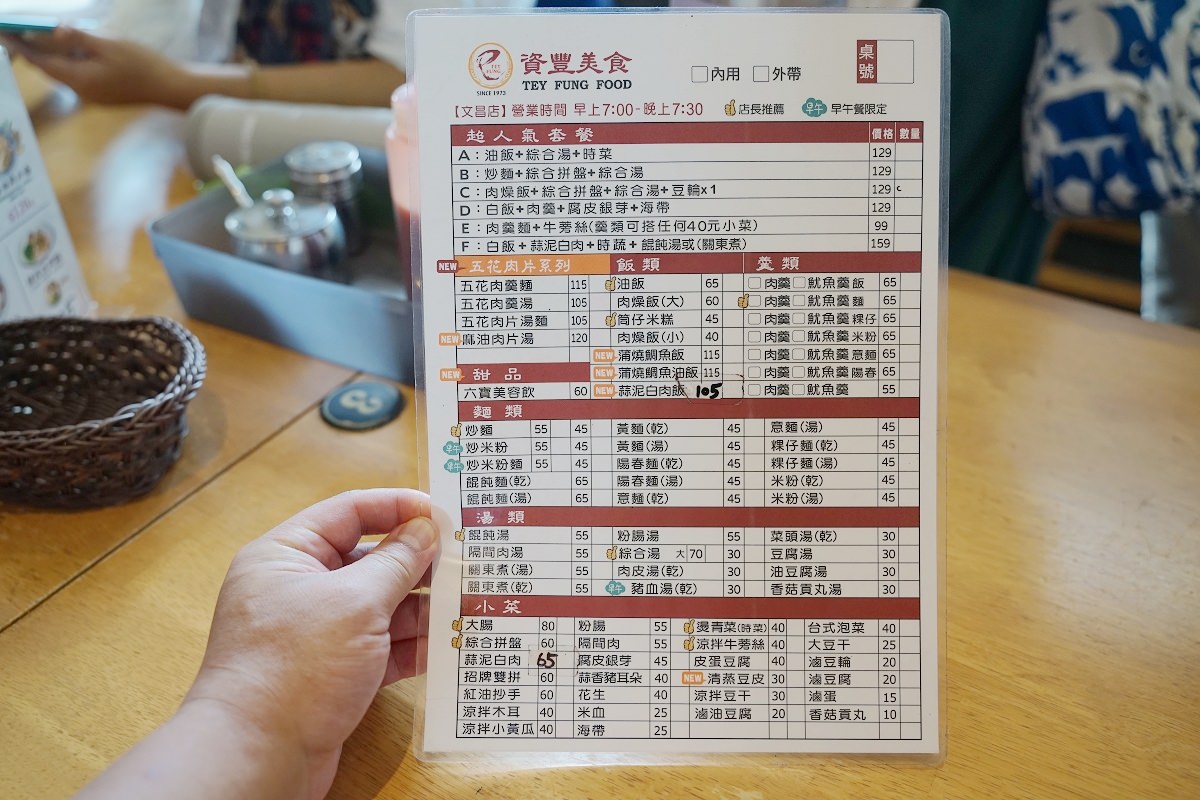 資豐美食
TEY FUNG FOOD
TEY FUNG
SINCE 1973
□內用 □外帶
桌號
【文昌店】營業時間 早上7:00-晚上7:30 店長推薦 早午 早午餐限定
超人氣套餐 價格 數量
A：油飯+綜合湯+時菜 129
B：炒麵+綜合拼盤+綜合湯 129
C：肉燥飯+綜合拼盤+綜合湯+豆輪x1 129
D：白飯+肉羹+腐皮銀芽+海帶 129
E：肉羹麵+牛蒡絲(羹類可搭任何40元小菜) 99
F：白飯+蒜泥白肉+時蔬+餛飩湯或(關東煮) 159
NEW 五花肉片系列 飯類 羹類
五花肉羹麵 115 油飯 65 □肉羹□魷魚羹飯 65
五花肉羹湯 105 肉燥飯(大) 60 □肉羹□魷魚羹麵 65
五花肉片湯麵 105 筒仔米糕 45 □肉羹□魷魚羹粿仔 65
NEW 麻油肉片湯 120 肉燥飯(小) 40 □肉羹□魷魚羹米粉 65
NEW 蒲燒鯛魚飯 115 □肉羹□魷魚羹意麵 65
NEW 甜品 NEW 蒲燒鯛魚油飯 115 □肉羹□魷魚羹陽春 65
六寶美容飲 60 NEW 蒜泥白肉飯 105 □肉羹□魷魚羹 55
麵類
炒麵 55 45 黃麵(乾) 45 意麵(湯) 45
早午 炒米粉 55 45 黃麵(湯) 45 粿仔麵(乾) 45
早午 炒米粉麵 55 45 陽春麵(乾) 45 粿仔麵(湯) 45
餛飩麵(乾) 65 陽春麵(湯) 45 米粉(乾) 45
餛飩麵(湯) 65 意麵(乾) 45 米粉(湯) 45
湯類
餛飩湯 55 粉腸湯 55 菜頭湯(乾) 30
隔間肉湯 55 綜合湯 大 70 30 豆腐湯 30
關東煮(湯) 55 肉皮湯(乾) 30 油豆腐湯 30
關東煮(乾) 55 早午 豬血湯(乾) 30 香菇貢丸湯 30
小菜
大腸 80 粉腸 55 燙青菜(時菜) 40 台式泡菜 40
綜合拼盤 60 隔間肉 55 涼拌牛蒡絲 40 大豆干 25
蒜泥白肉 65 腐皮銀芽 45 皮蛋豆腐 40 滷豆輪 20
招牌雙拼 60 蒜香豬耳朵 40 NEW 清蒸豆皮 30 滷豆腐 20
紅油抄手 60 花生 40 涼拌豆干 30 滷蛋 15
涼拌木耳 40 米血 25 滷油豆腐 20 香菇貢丸 10
涼拌小黃瓜 40 海帶 25